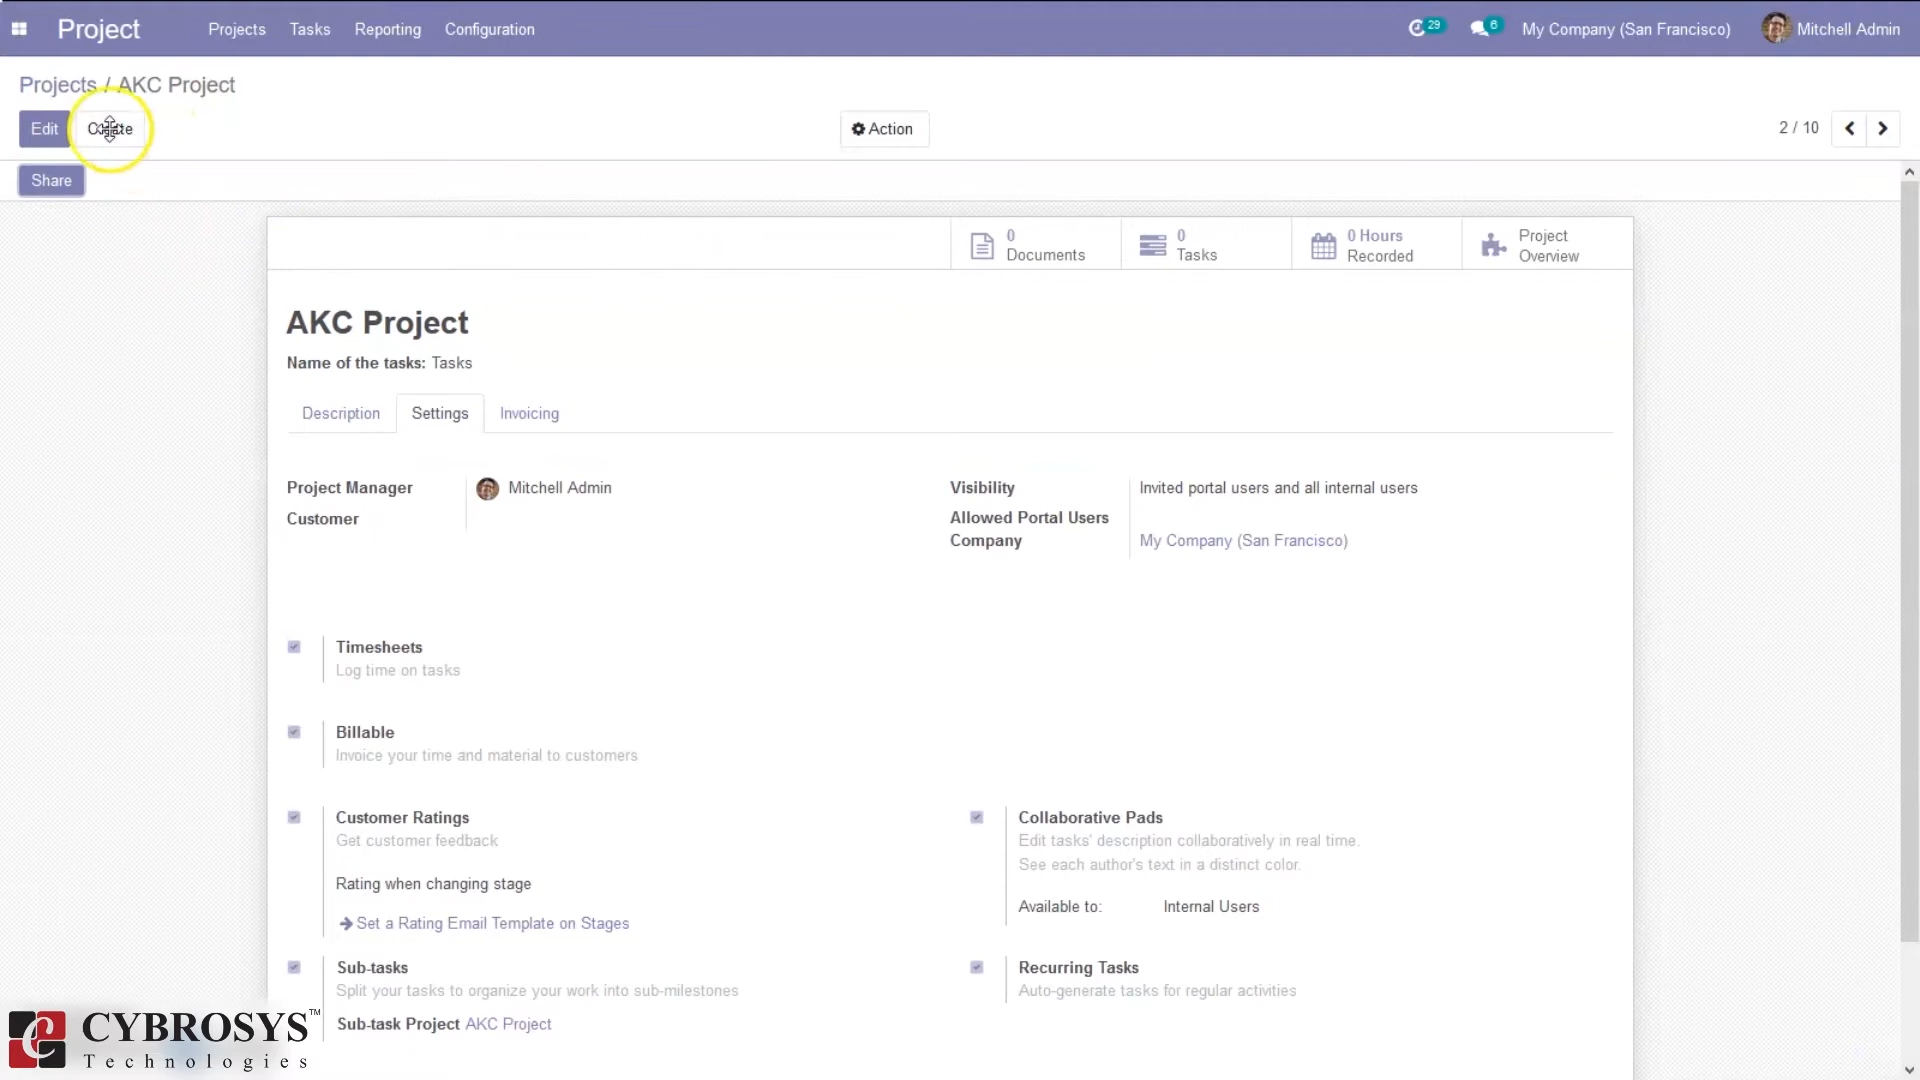 Project Projects Tasks Reporting Configuration 29 6 My Company (San Francisco) Mitchell Admin
Projects / AKC Project
Edit Create Action 2 / 10
Share
0 Documents
0 Tasks
0 Hours Recorded
Project Overview
AKC Project
Name of the tasks: Tasks
Description Settings Invoicing
Project Manager Mitchell Admin
Customer
Visibility Invited portal users and all internal users
Allowed Portal Users
Company My Company (San Francisco)
Timesheets
Log time on tasks
Billable
Invoice your time and material to customers
Customer Ratings
Get customer feedback
Rating when changing stage
Set a Rating Email Template on Stages
Collaborative Pads
Edit tasks' description collaboratively in real time.
See each author's text in a distinct color.
Available to: Internal Users
Sub-tasks
Split your tasks to organize your work into sub-milestones
Sub-task Project AKC Project
Recurring Tasks
Auto-generate tasks for regular activities
CYBROSYS™
Technologies